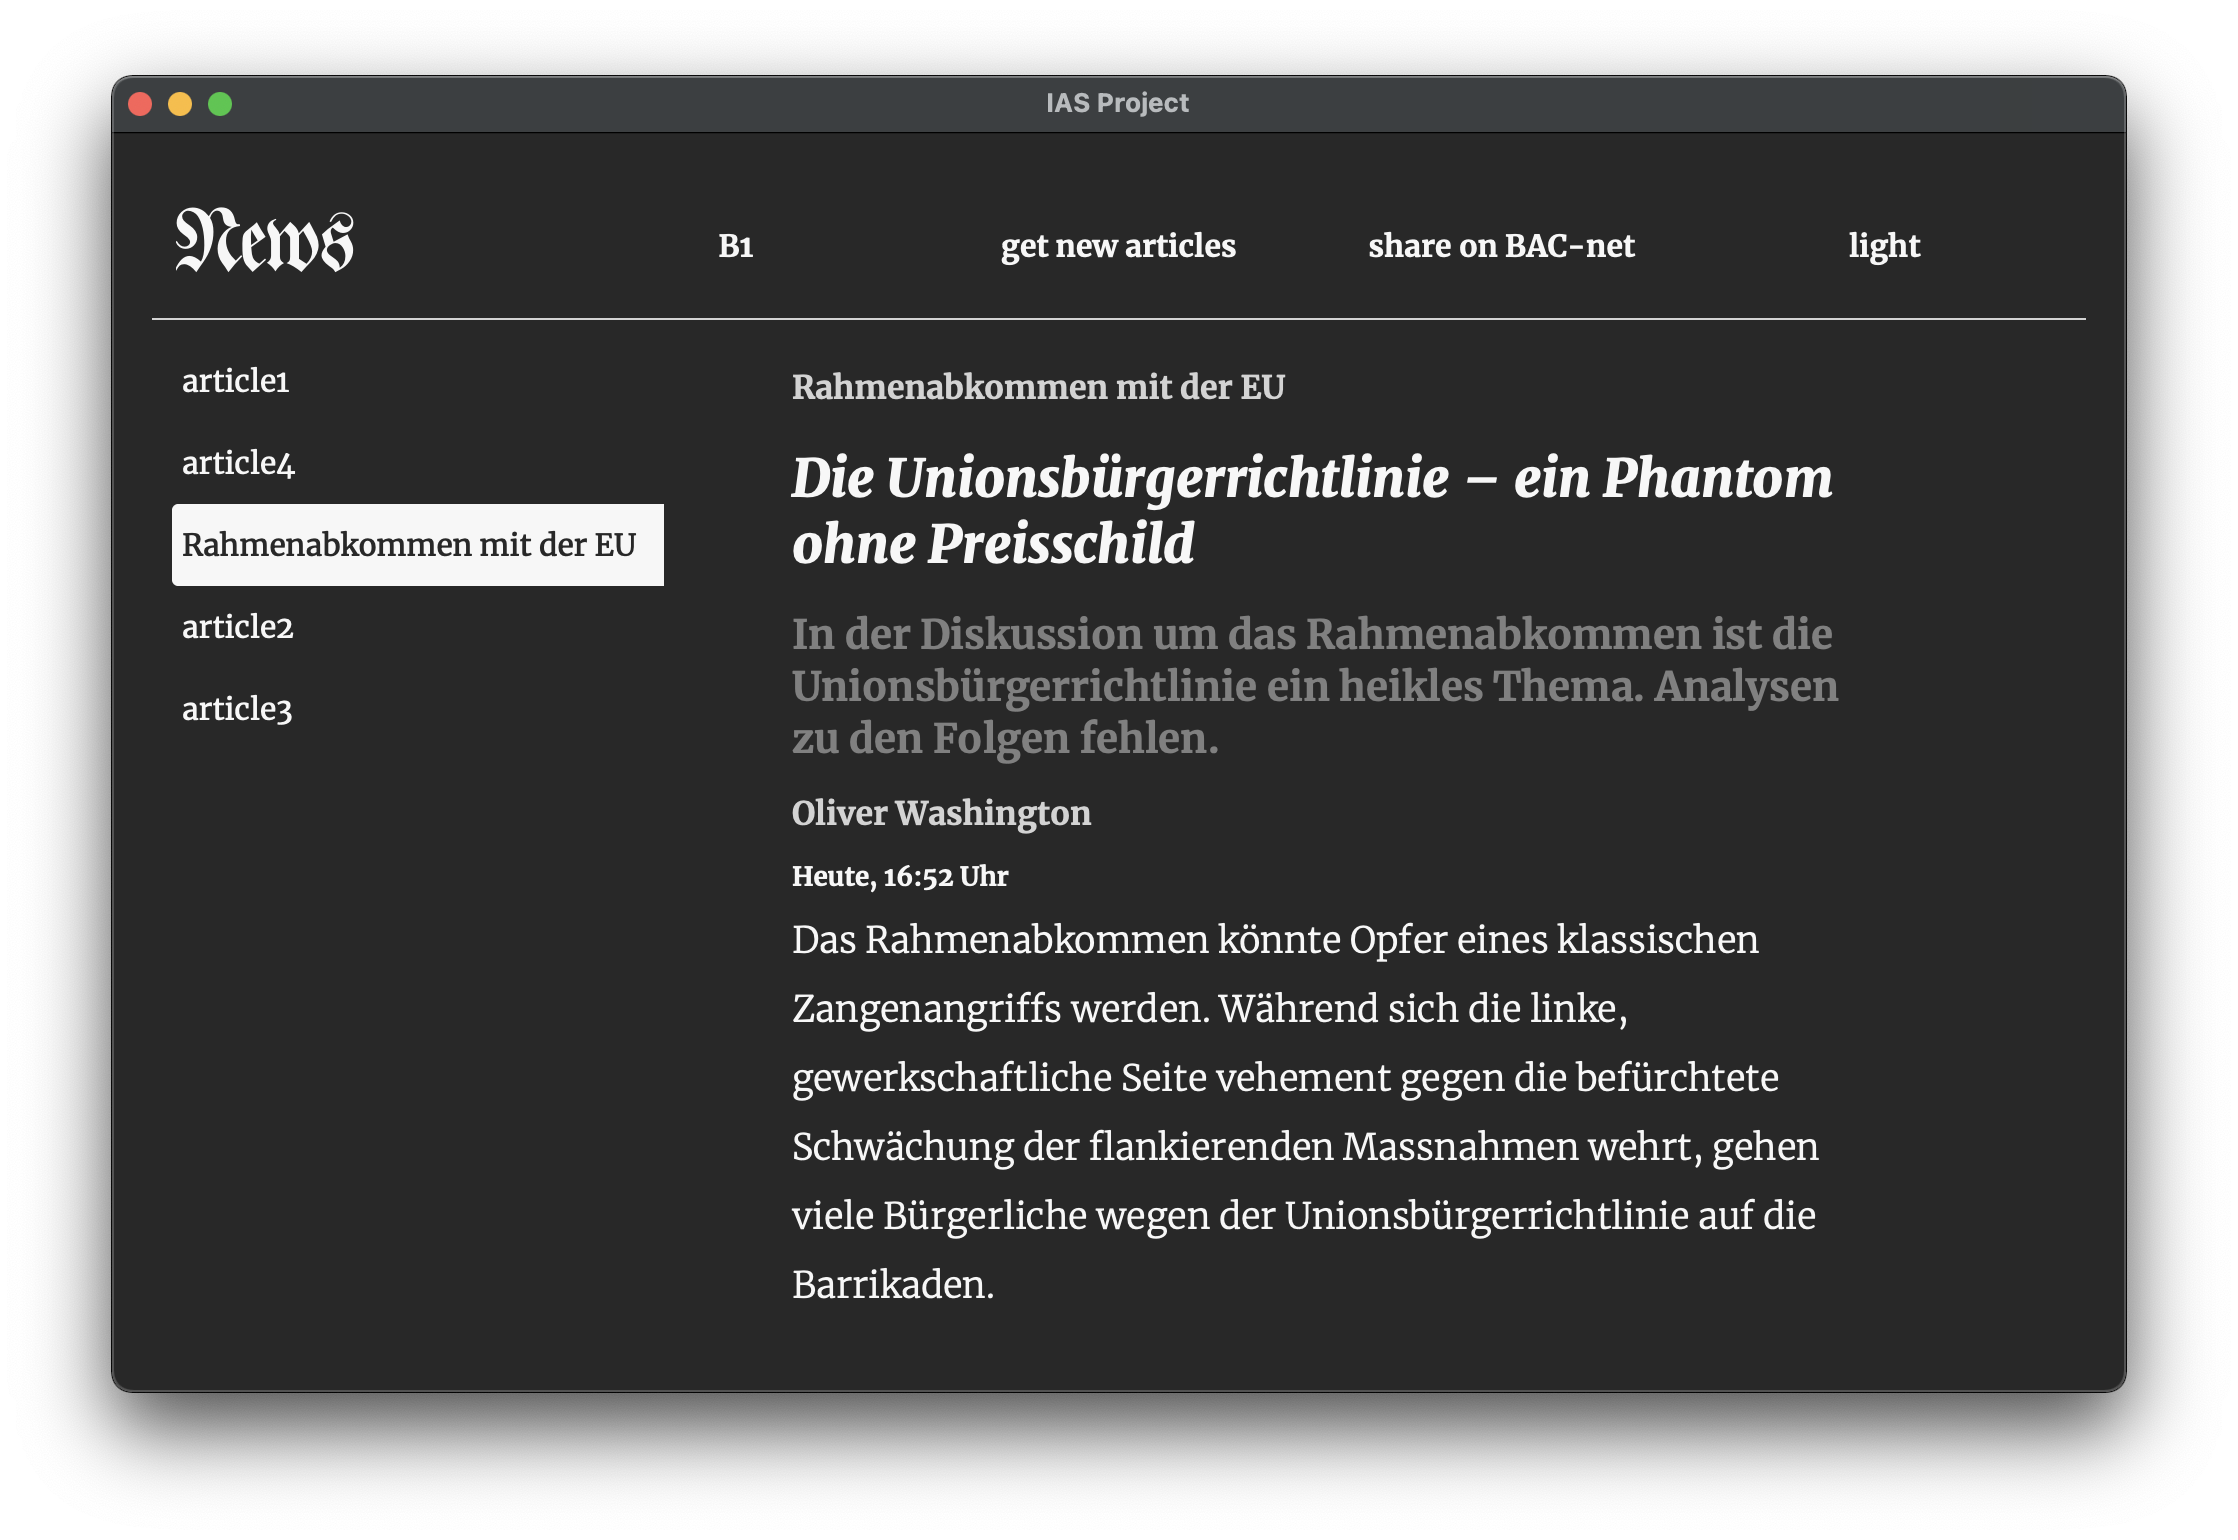 IAS Project
News
B1
get new articles
share on BAC-net
light
article1
article4
Rahmenabkommen mit der EU
article2
article3
Rahmenabkommen mit der EU
Die Unionsbürgerrichtlinie – ein Phantom
ohne Preisschild
In der Diskussion um das Rahmenabkommen ist die
Unionsbürgerrichtlinie ein heikles Thema. Analysen
zu den Folgen fehlen.
Oliver Washington
Heute, 16:52 Uhr
Das Rahmenabkommen könnte Opfer eines klassischen
Zangenangriffs werden. Während sich die linke,
gewerkschaftliche Seite vehement gegen die befürchtete
Schwächung der flankierenden Massnahmen wehrt, gehen
viele Bürgerliche wegen der Unionsbürgerrichtlinie auf die
Barrikaden.